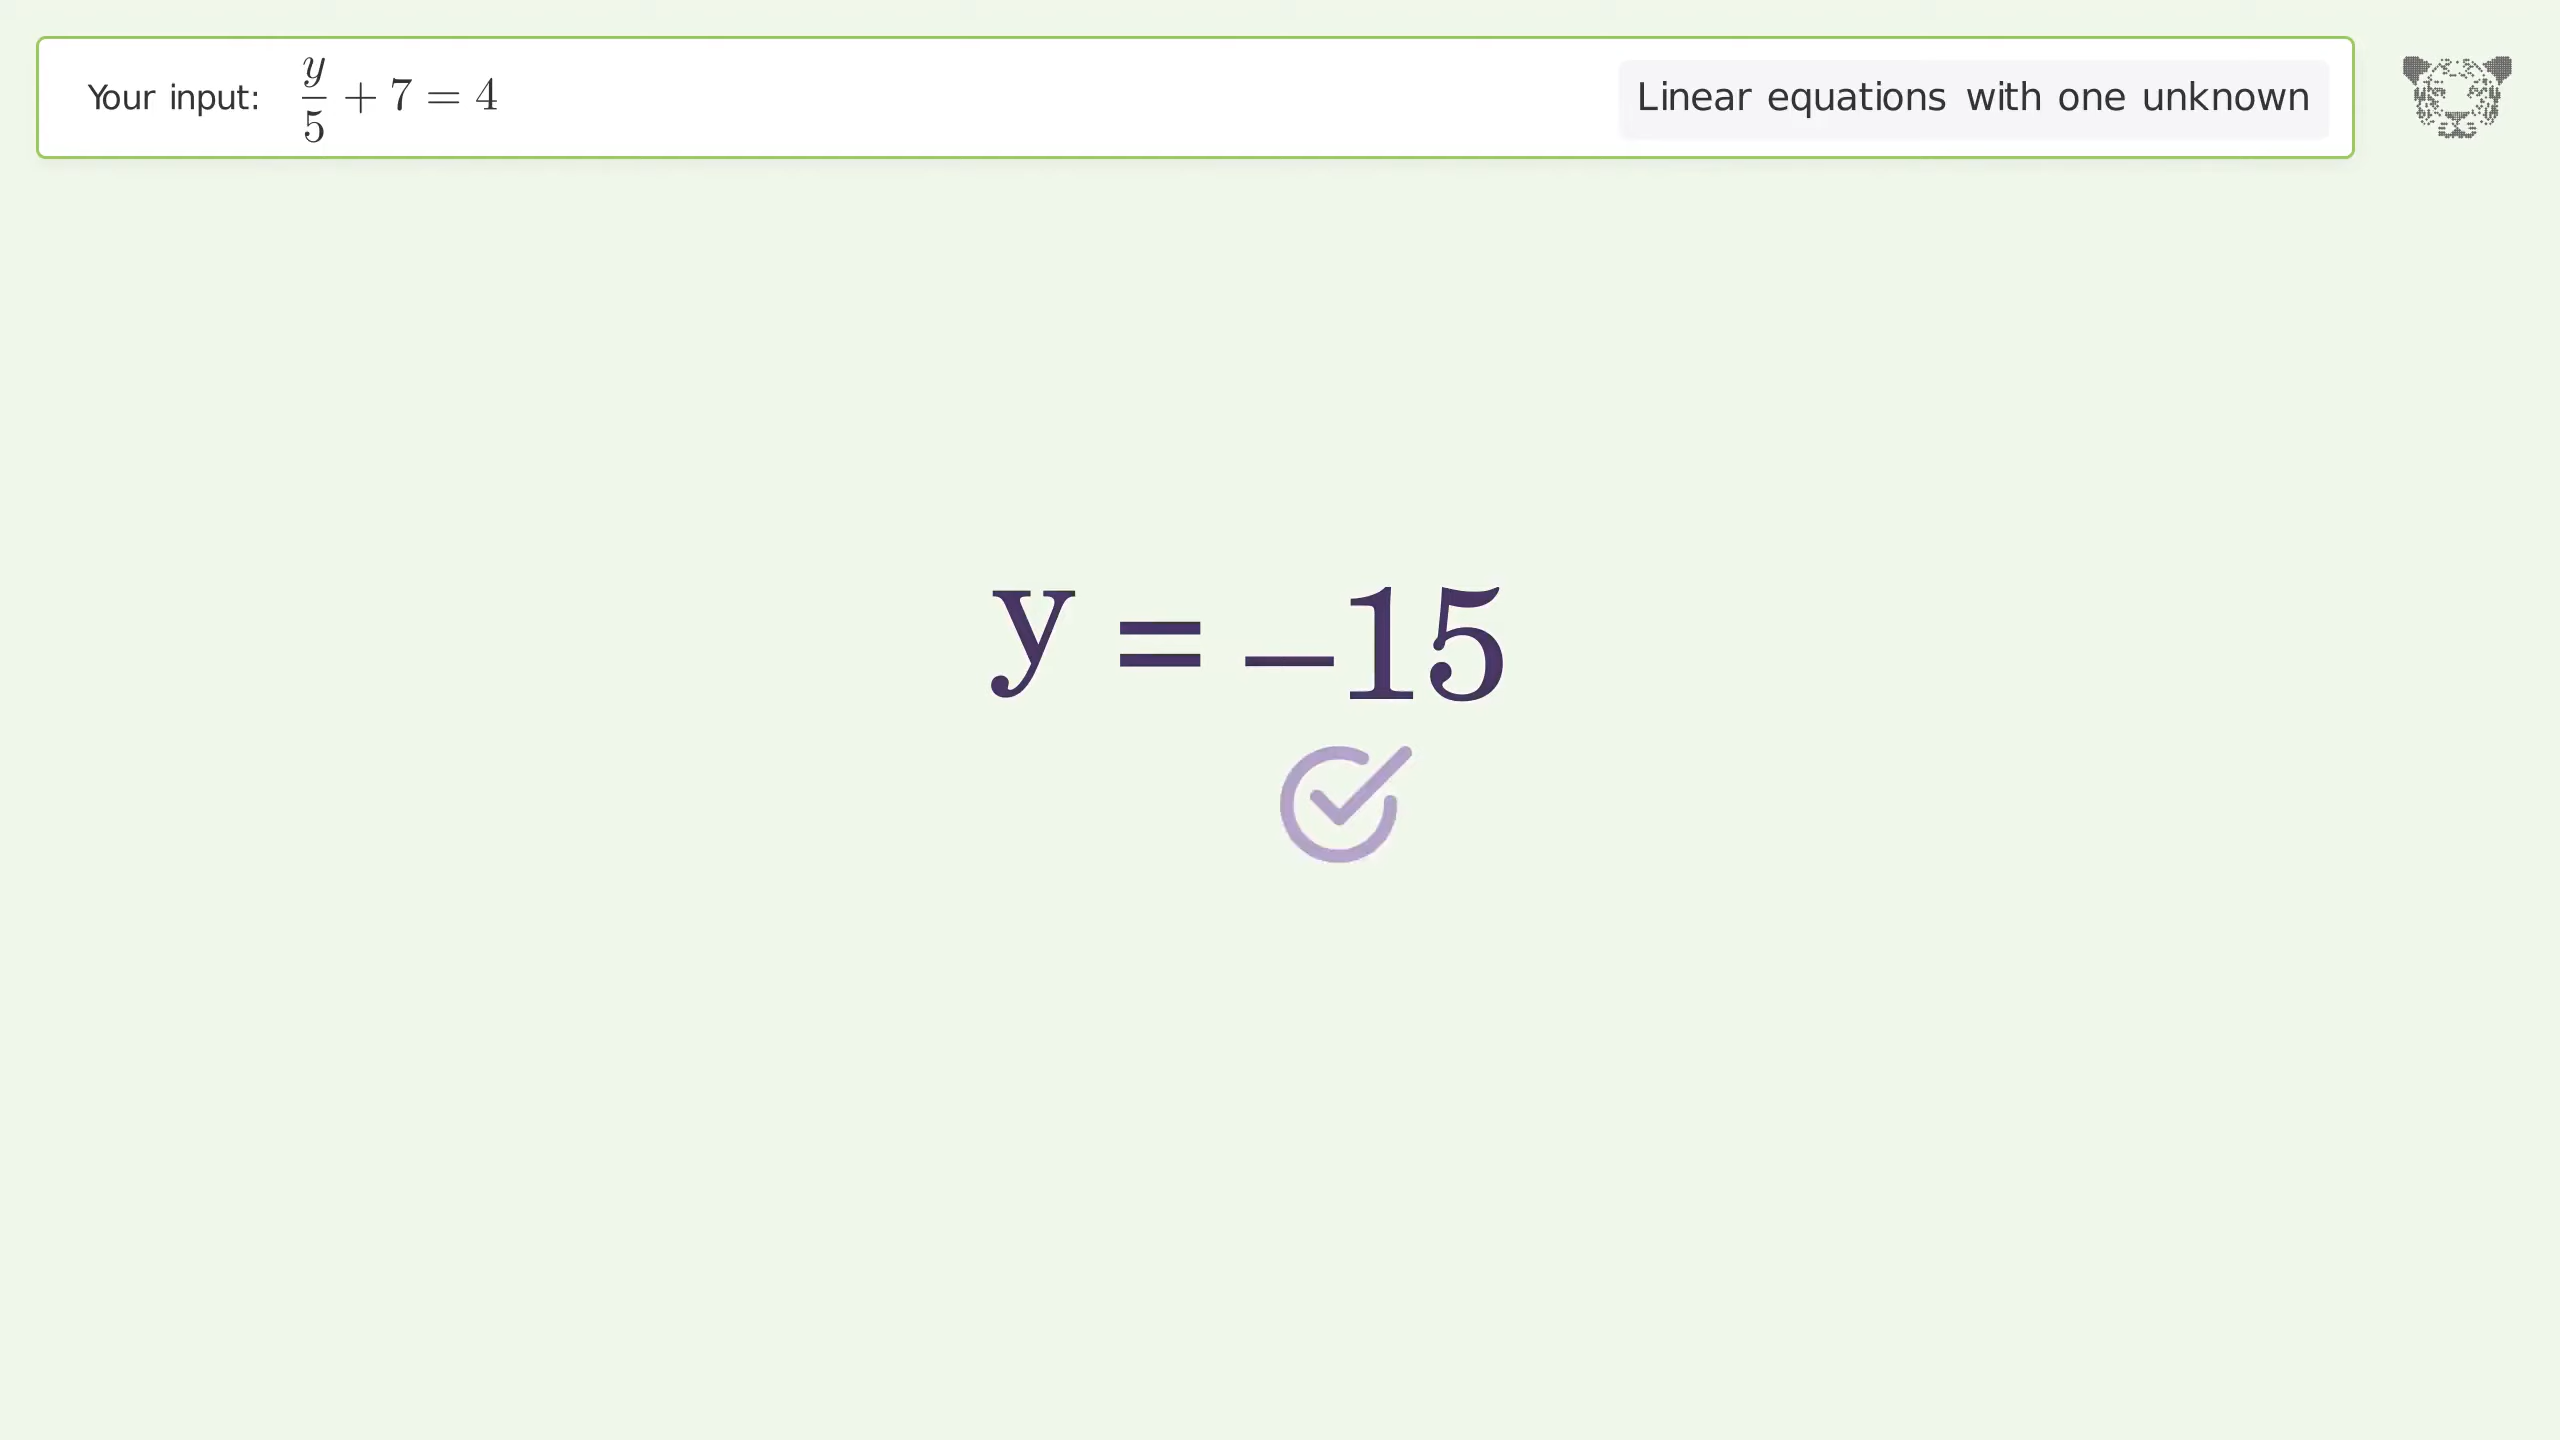 Your input: y/5 + 7 = 4
Linear equations with one unknown
y = −15